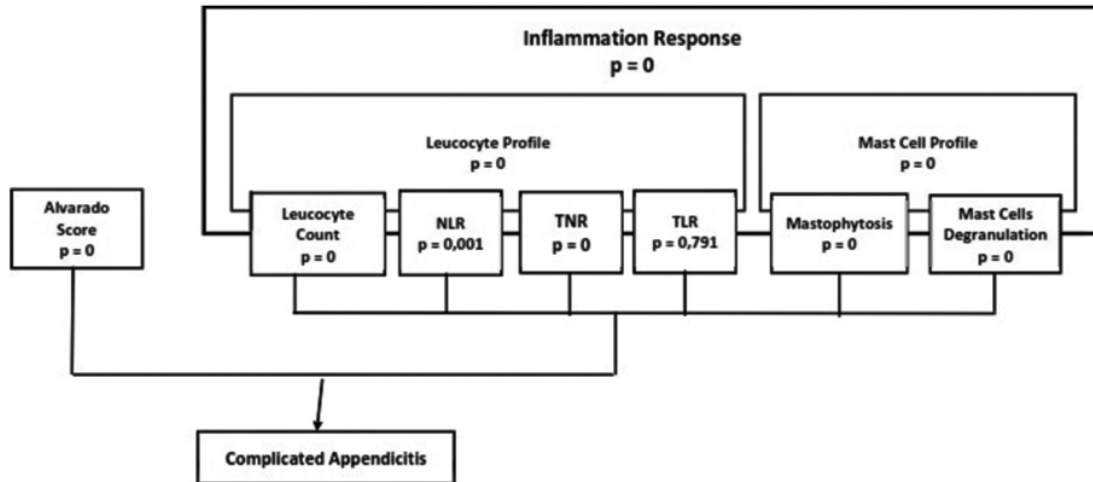 Inflammation Response
p = 0
Leucocyte Profile
p = 0
Mast Cell Profile
p = 0
Alvarado
Score
p = 0
Leucocyte
Count
p = 0
NLR
p = 0,001
TNR
p = 0
TLR
p = 0,791
Mastophytosis
p = 0
Mast Cells
Degranulation
p = 0
Complicated Appendicitis